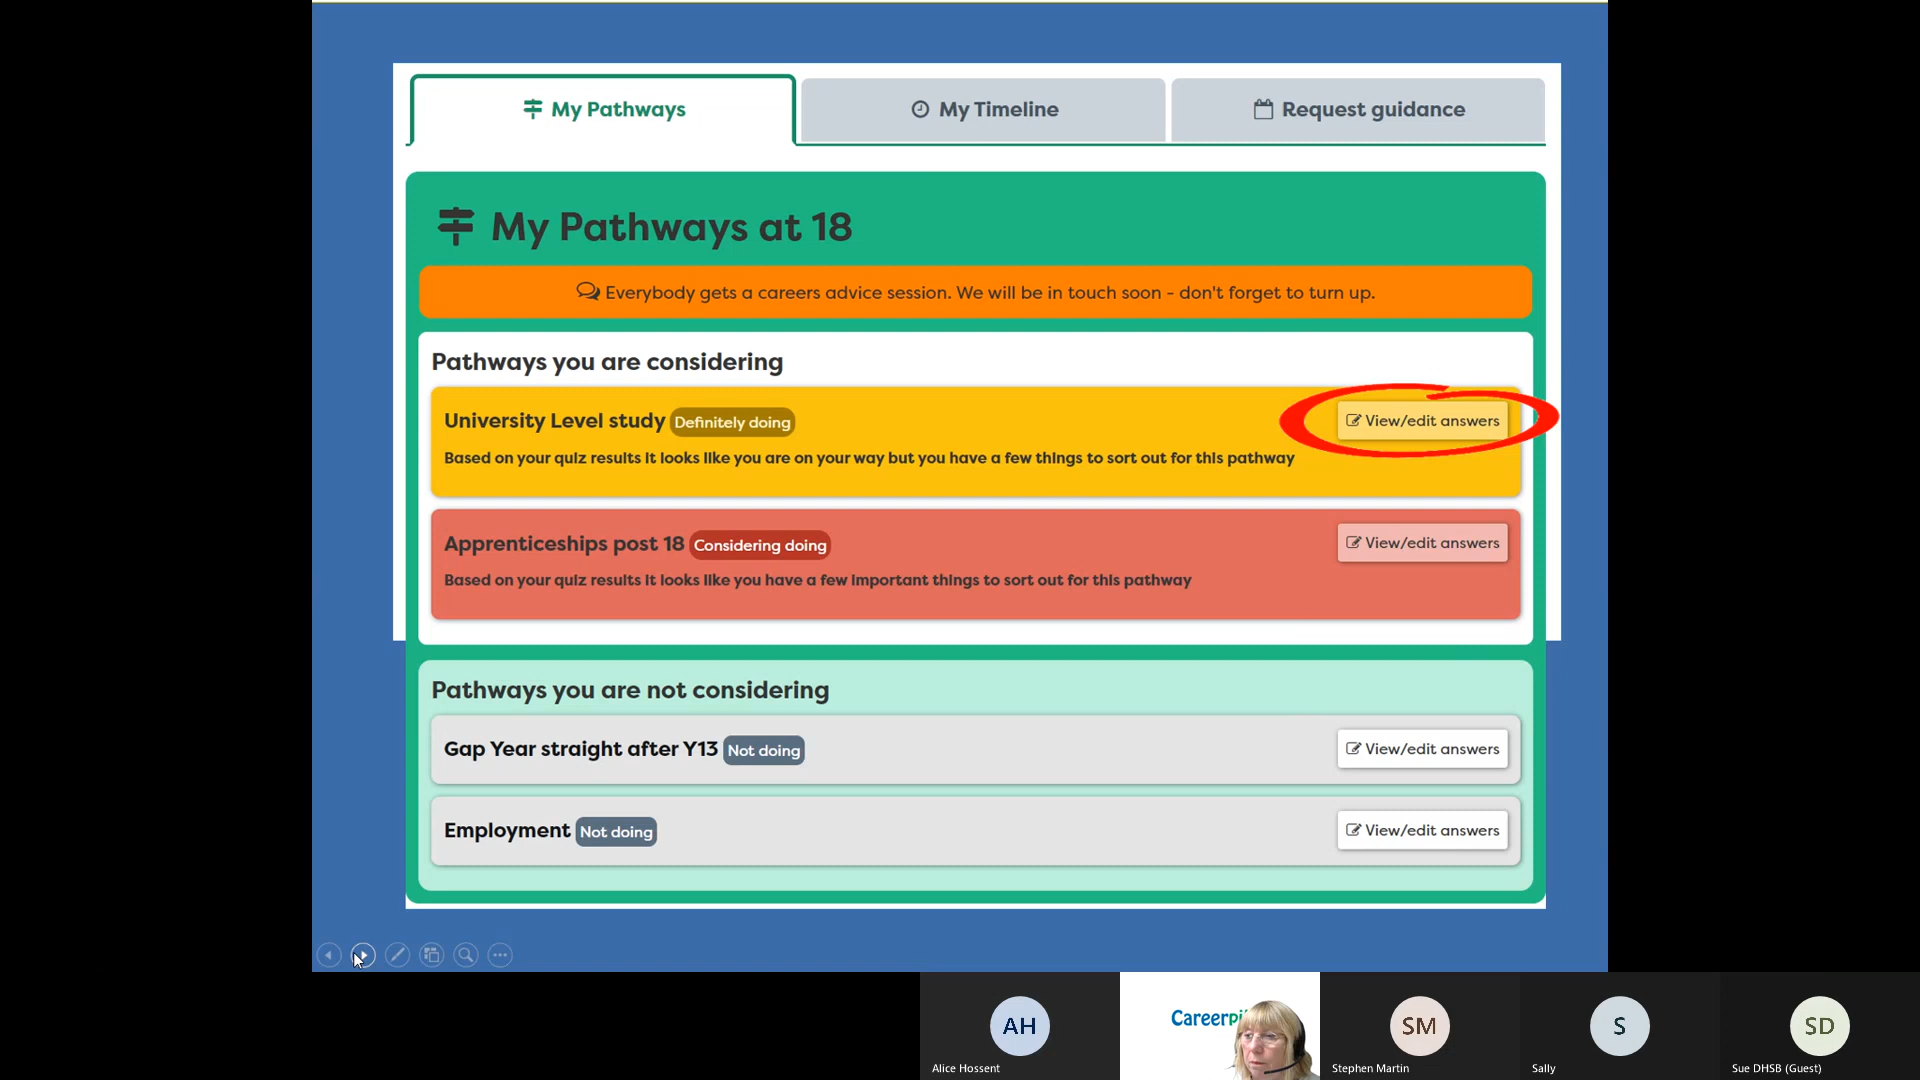 My Pathways
My Timeline
Request guidance
My Pathways at 18
Everybody gets a careers advice session. We will be in touch soon - don't forget to turn up.
Pathways you are considering
University Level study Definitely doing
View/edit answers
Based on your quiz results it looks like you are on your way but you have a few things to sort out for this pathway
Apprenticeships post 18 Considering doing
View/edit answers
Based on your quiz results it looks like you have a few important things to sort out for this pathway
Pathways you are not considering
Gap Year straight after Y13 Not doing
View/edit answers
Employment Not doing
View/edit answers
AH
SM
S
SD
Alice Hossent
Stephen Martin
Sally
Sue DHSB (Guest)